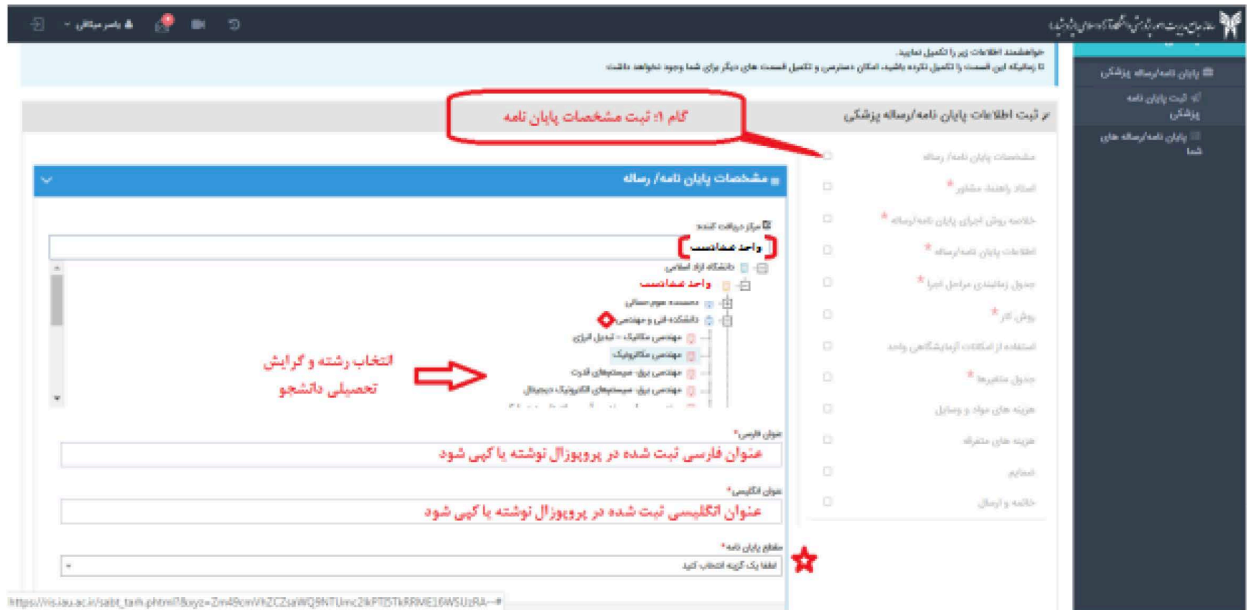 یاسر میثاقی
خواهشمند اطلاعات زیر را تکمیل نمایید.
تا زمانیکه این قسمت را تکمیل نکرده باشید، امکان دسترسی و تکمیل قسمت های دیگر برای شما وجود نخواهد داشت
پایان نامه/رساله پزشکی
ثبت پایان نامه
پزشکی
پایان نامه/رساله های
شما
ثبت اطلاعات پایان نامه/رساله پزشکی
گام ۱: ثبت مشخصات پایان نامه
مشخصات پایان نامه/ رساله
استاد راهنما، مشاور *
خلاصه روش اجرای پایان نامه/رساله *
اطلاعات پایان نامه/رساله *
جدول زمانبندی مراحل اجرا *
روش کار *
استفاده از امکانات آزمایشگاهی واحد
جدول متغیرها *
هزینه های مواد و وسایل
هزینه های متفرقه
ضمایم
خاتمه و ارسال
مشخصات پایان نامه/ رساله
مرکز دریافت کننده:
واحد صفادشت
دانشگاه آزاد اسلامی
واحد صفادشت
دانشکده علوم انسانی
دانشکده فنی و مهندسی
مهندسی مکانیک - تبدیل انرژی
مهندسی مکاترونیک
مهندسی برق- سیستمهای قدرت
مهندسی برق- سیستمهای الکترونیک دیجیتال
انتخاب رشته و گرایش
تحصیلی دانشجو
عنوان فارسی*
عنوان فارسی ثبت شده در پروپوزال نوشته یا کپی شود
عنوان انگلیسی*
عنوان انگلیسی ثبت شده در پروپوزال نوشته یا کپی شود
مقطع پایان نامه*
لطفا یک گزینه انتخاب کنید